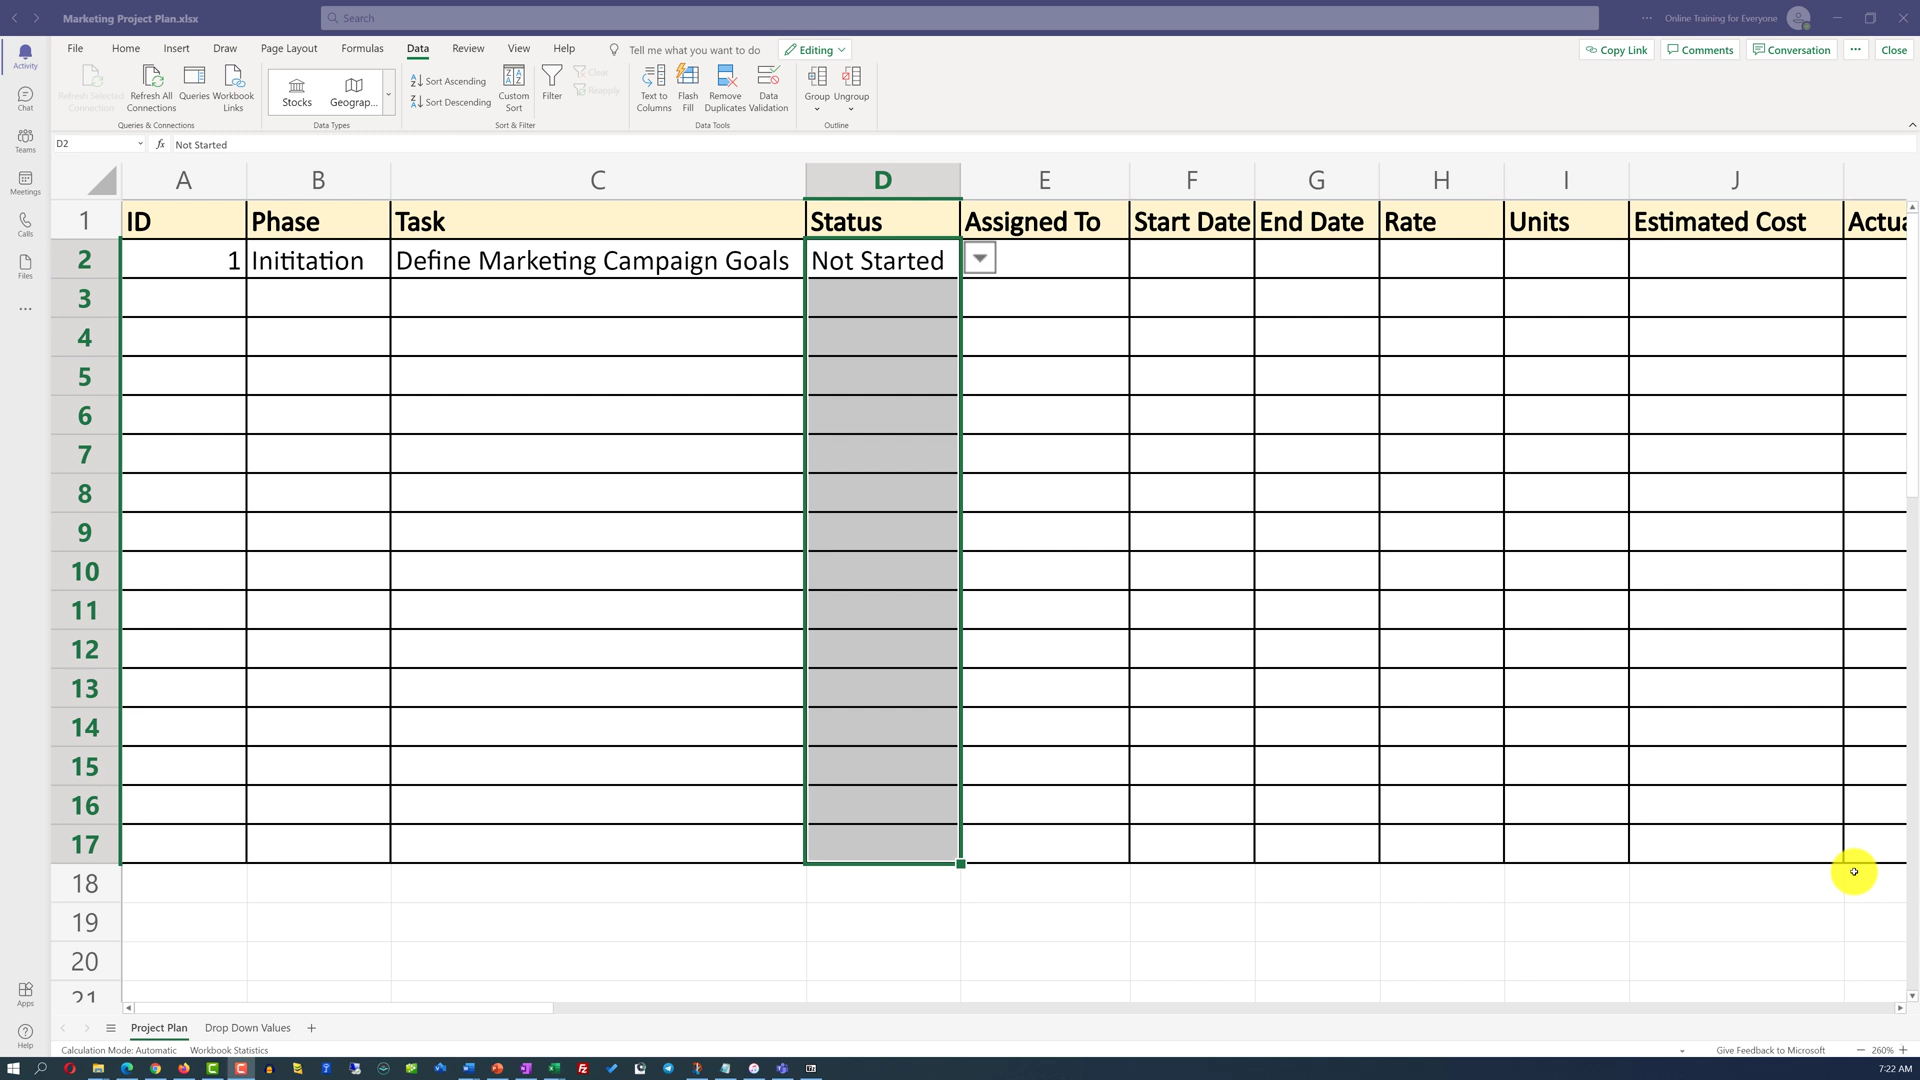 Marketing Project Plan.xlsx
Search
Online Training for Everyone
Activity
Chat
Teams
Meetings
Calls
Files
Apps
Help
File Home Insert Draw Page Layout Formulas Data Review View Help Tell me what you want to do Editing
Copy Link Comments Conversation Close
Refresh Selected Connection
Refresh All Connections
Queries
Workbook Links
Queries & Connections
Stocks
Geograp...
Data Types
Sort Ascending
Sort Descending
Custom Sort
Filter
Clear
Reapply
Sort & Filter
Text to Columns
Flash Fill
Remove Duplicates
Data Validation
Data Tools
Group
Ungroup
Outline
D2 fx Not Started
A B C D E F G H I J
1 ID Phase Task Status Assigned To Start Date End Date Rate Units Estimated Cost Actua
2 1 Inititation Define Marketing Campaign Goals Not Started
3
4
5
6
7
8
9
10
11
12
13
14
15
16
17
18
19
20
21
Project Plan Drop Down Values
Calculation Mode: Automatic Workbook Statistics
Give Feedback to Microsoft 260%
7:22 AM